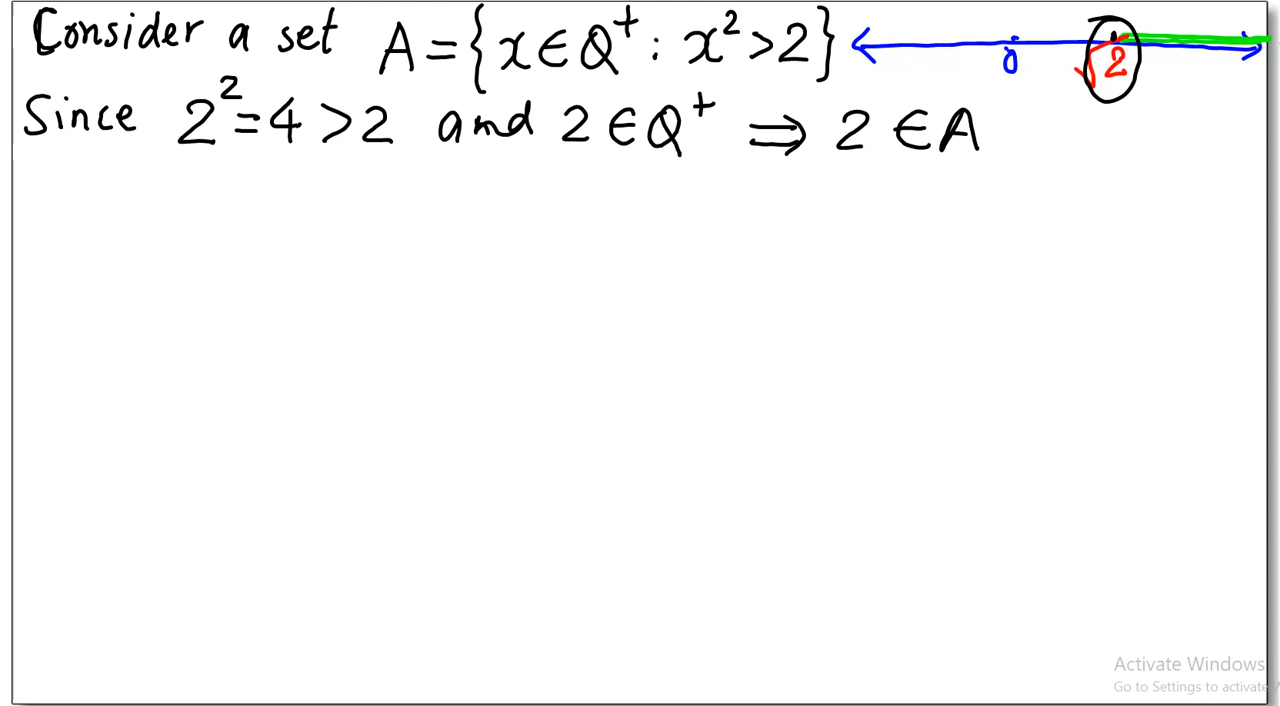 Consider a set A = {x ∈ Q⁺ : x² > 2}
0 √2
Since 2² = 4 > 2 and 2 ∈ Q⁺ ⟹ 2 ∈ A
Activate Windows
Go to Settings to activate